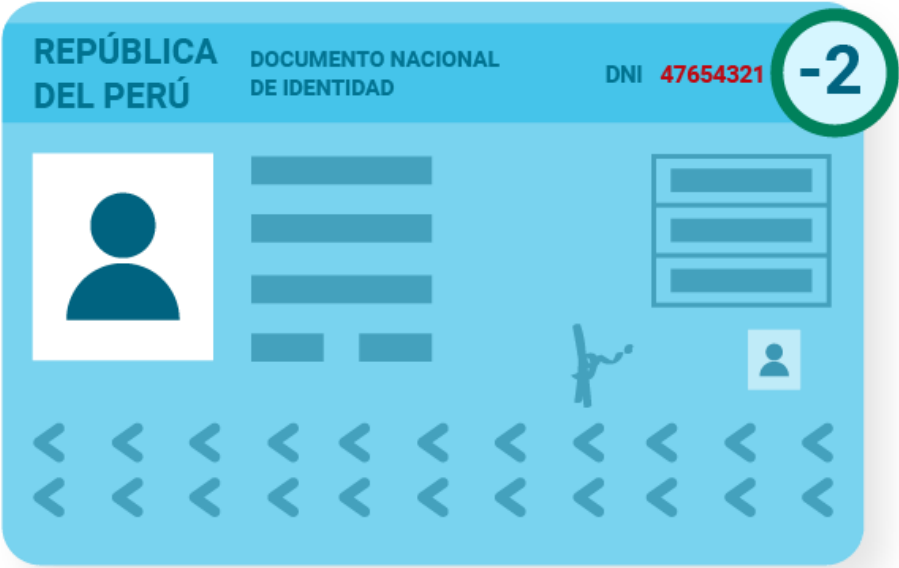 REPÚBLICA
DEL PERÚ
DOCUMENTO NACIONAL
DE IDENTIDAD
DNI 47654321 -2